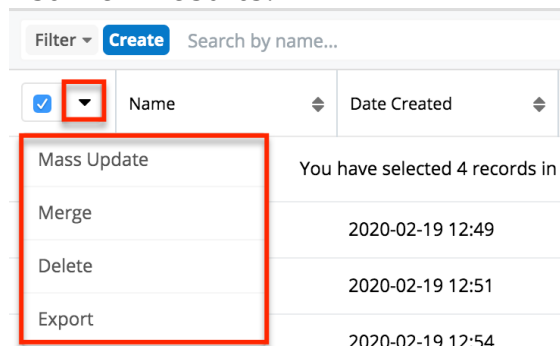 Filter Create Search by name...
Name Date Created
Mass Update
You have selected 4 records in
Merge
2020-02-19 12:49
Delete
2020-02-19 12:51
Export
2020-02-19 12:54